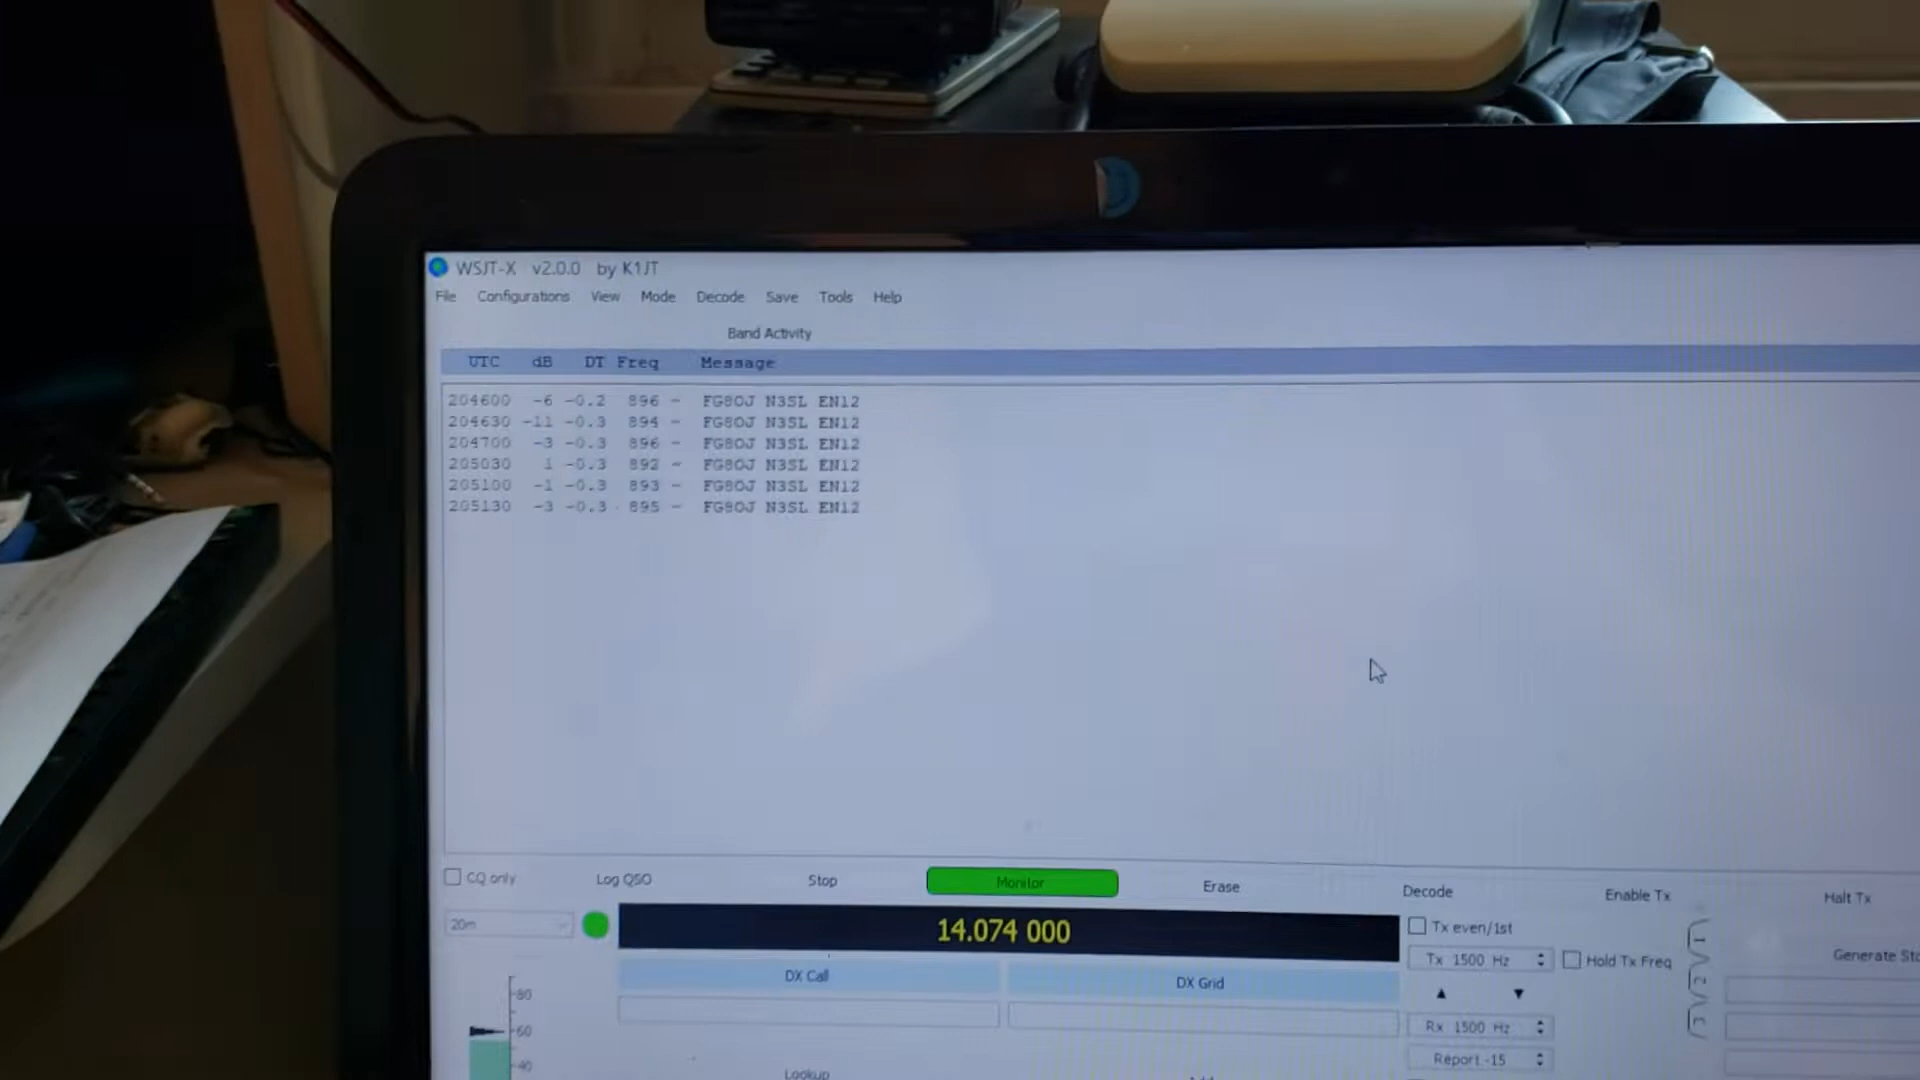 WSJT-X v2.0.0 by K1JT
File Configurations View Mode Decode Save Tools Help
Band Activity
UTC dB DT Freq Message
204600 -6 -0.2 896 ~ FG8OJ N3SL EN12
204630 -11 -0.3 894 ~ FG8OJ N3SL EN12
204700 -3 -0.3 896 ~ FG8OJ N3SL EN12
205030 1 -0.3 892 ~ FG8OJ N3SL EN12
205100 -1 -0.3 893 ~ FG8OJ N3SL EN12
205130 -3 -0.3 895 ~ FG8OJ N3SL EN12
CQ only Log QSO Stop Monitor Erase Decode Enable Tx Halt Tx
20m 14.074 000 Tx even/1st
Tx 1500 Hz Hold Tx Freq Generate
DX Call DX Grid
-80
-60 Rx 1500 Hz
-40 Report -15
Lookup